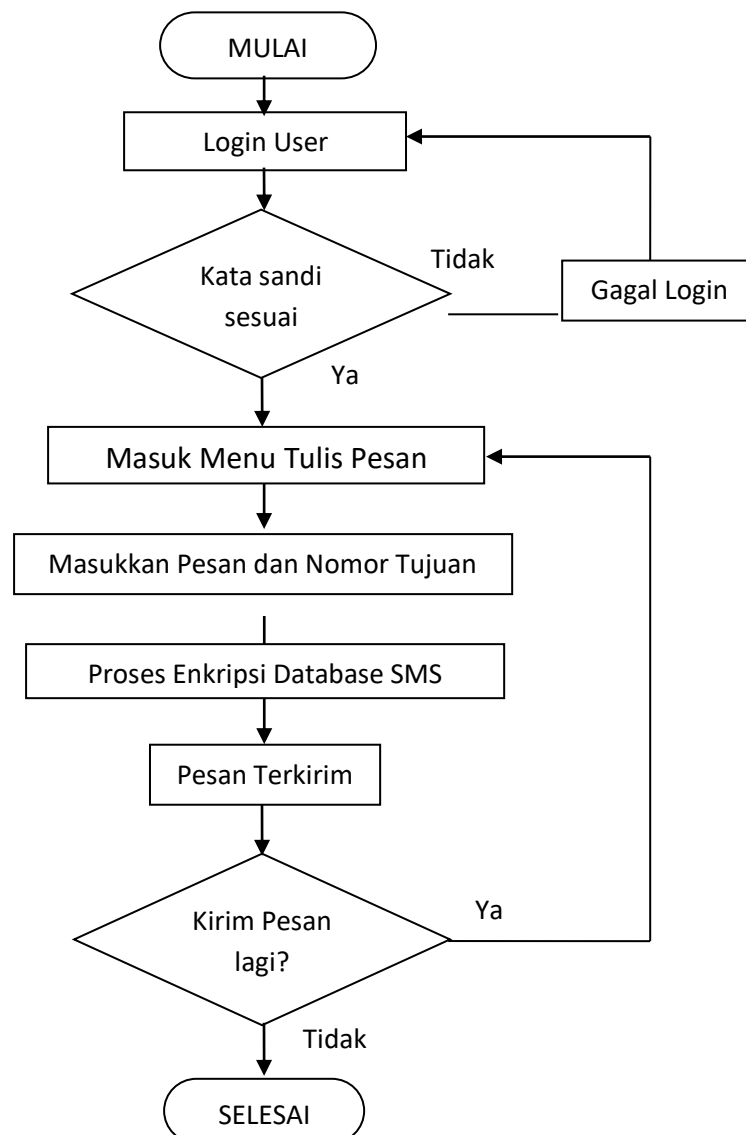 MULAI
Login User
Tidak
Kata sandi
sesuai
Gagal Login
Ya
Masuk Menu Tulis Pesan
Masukkan Pesan dan Nomor Tujuan
Proses Enkripsi Database SMS
Pesan Terkirim
Kirim Pesan
lagi?
Ya
Tidak
SELESAI